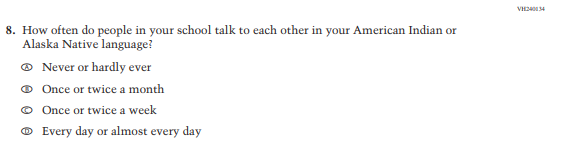 VH240134
8. How often do people in your school talk to each other in your American Indian or
Alaska Native language?
A Never or hardly ever
B Once or twice a month
C Once or twice a week
D Every day or almost every day